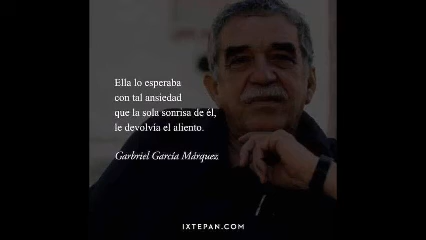 Ella lo esperaba
con tal ansiedad
que la sola sonrisa de él,
le devolvía el aliento.
Garbriel García Márquez
IXTEPAN.COM